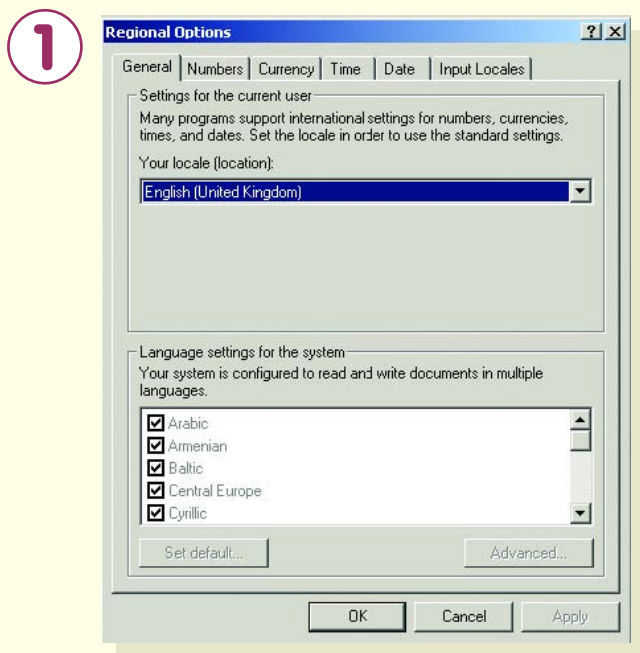 1
Regional Options
General Numbers Currency Time Date Input Locales
Settings for the current user
Many programs support international settings for numbers, currencies,
times, and dates. Set the locale in order to use the standard settings.
Your locale (location):
English (United Kingdom)
Language settings for the system
Your system is configured to read and write documents in multiple
languages.
Arabic
Armenian
Baltic
Central Europe
Cyrillic
Set default... Advanced...
OK Cancel Apply